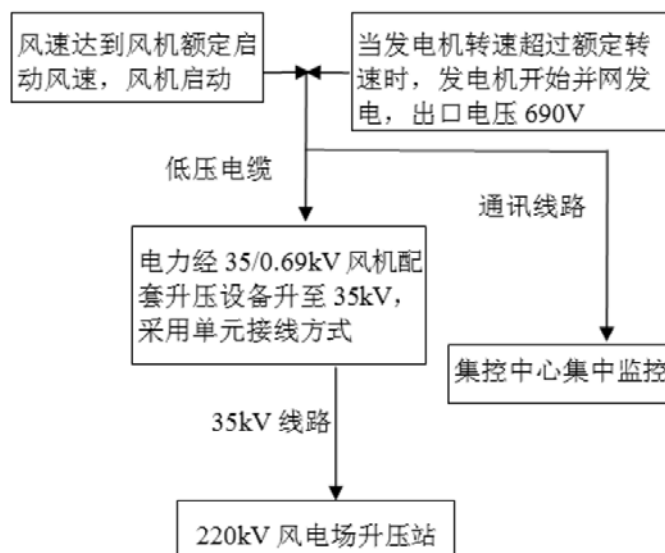 风速达到风机额定启
动风速，风机启动
当发电机转速超过额定转
速时，发电机开始并网发
电，出口电压 690V
低压电缆
通讯线路
电力经 35/0.69kV 风机配
套升压设备升至 35kV，
采用单元接线方式
集控中心集中监控
35kV 线路
220kV 风电场升压站